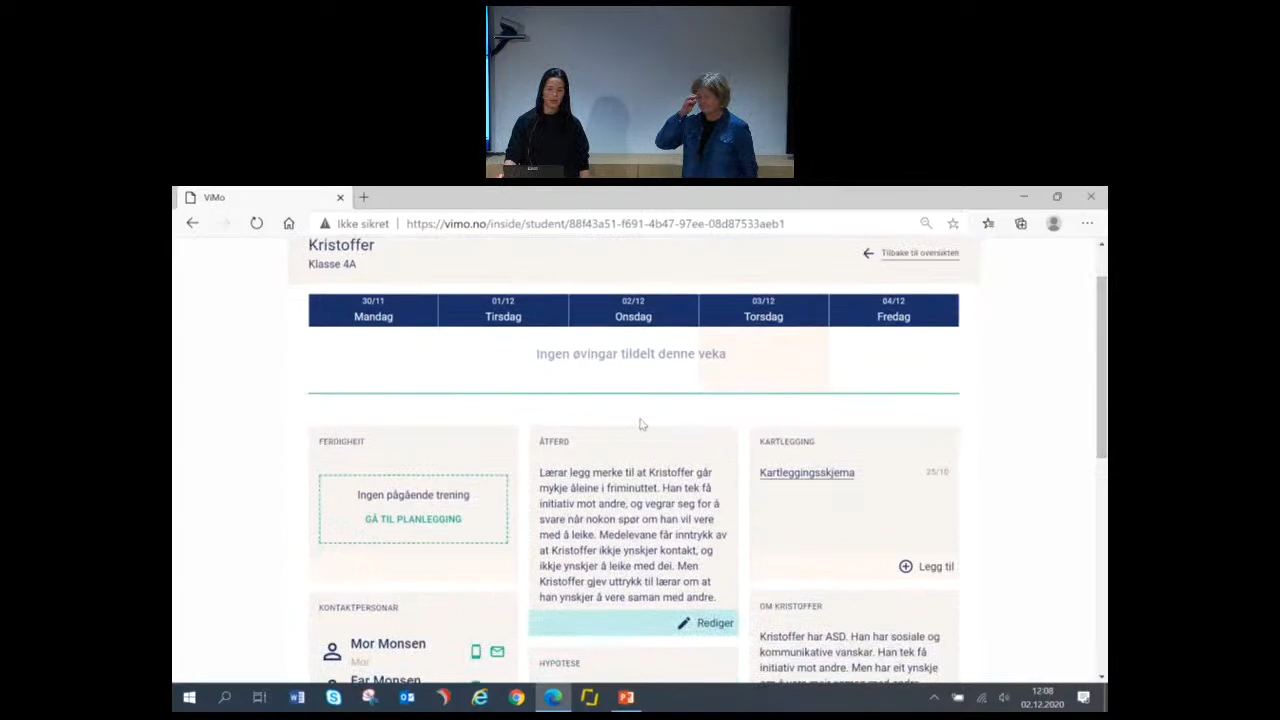 ViMo
Ikke sikret | https://vimo.no/inside/student/88f43a51-f691-4b47-97ee-08d87533aeb1
Kristoffer
Klasse 4A
Tilbake til oversikten
30/11 01/12 02/12 03/12 04/12
Mandag Tirsdag Onsdag Torsdag Fredag
Ingen øvingar tildelt denne veka
FERDIGHEIT
Ingen pågående trening
GÅ TIL PLANLEGGING
KONTAKTPERSONAR
Mor Monsen
Mor
Far Monsen
ÅTFERD
Lærar legg merke til at Kristoffer går
mykje åleine i friminuttet. Han tek få
initiativ mot andre, og vegrar seg for å
svare når nokon spør om han vil vere
med å leike. Medelevane får inntrykk av
at Kristoffer ikkje ynskjer kontakt, og
ikkje ynskjer å leike med dei. Men
Kristoffer gjev uttrykk til lærar om at
han ynskjer å vere saman med andre.
Rediger
HYPOTESE
KARTLEGGING
Kartleggingsskjema 25/10
Legg til
OM KRISTOFFER
Kristoffer har ASD. Han har sosiale og
kommunikative vanskar. Han tek få
initiativ mot andre. Men har eit ynskje
12:08
02.12.2020